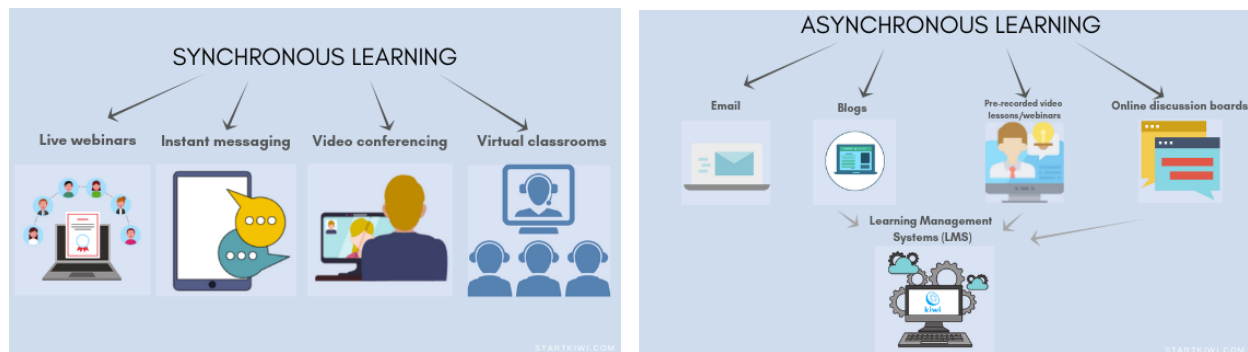 SYNCHRONOUS LEARNING
Live webinars
Instant messaging
Video conferencing
Virtual classrooms
STARTKIWI.COM
ASYNCHRONOUS LEARNING
Email
Blogs
Pre-recorded video
lessons/webinars
Online discussion boards
Learning Management
Systems (LMS)
kiwi
STARTKIWI.COM